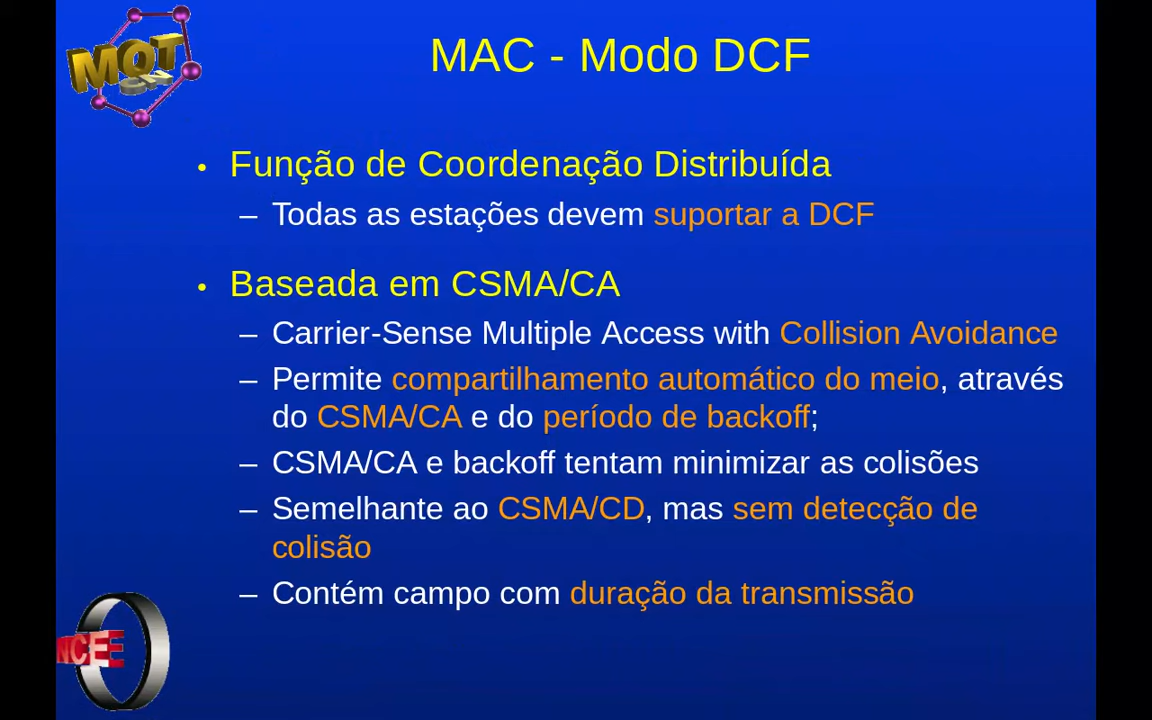 MOT
CN
MAC - Modo DCF
• Função de Coordenação Distribuída
– Todas as estações devem suportar a DCF
• Baseada em CSMA/CA
– Carrier-Sense Multiple Access with Collision Avoidance
– Permite compartilhamento automático do meio, através
do CSMA/CA e do período de backoff;
– CSMA/CA e backoff tentam minimizar as colisões
– Semelhante ao CSMA/CD, mas sem detecção de
colisão
– Contém campo com duração da transmissão